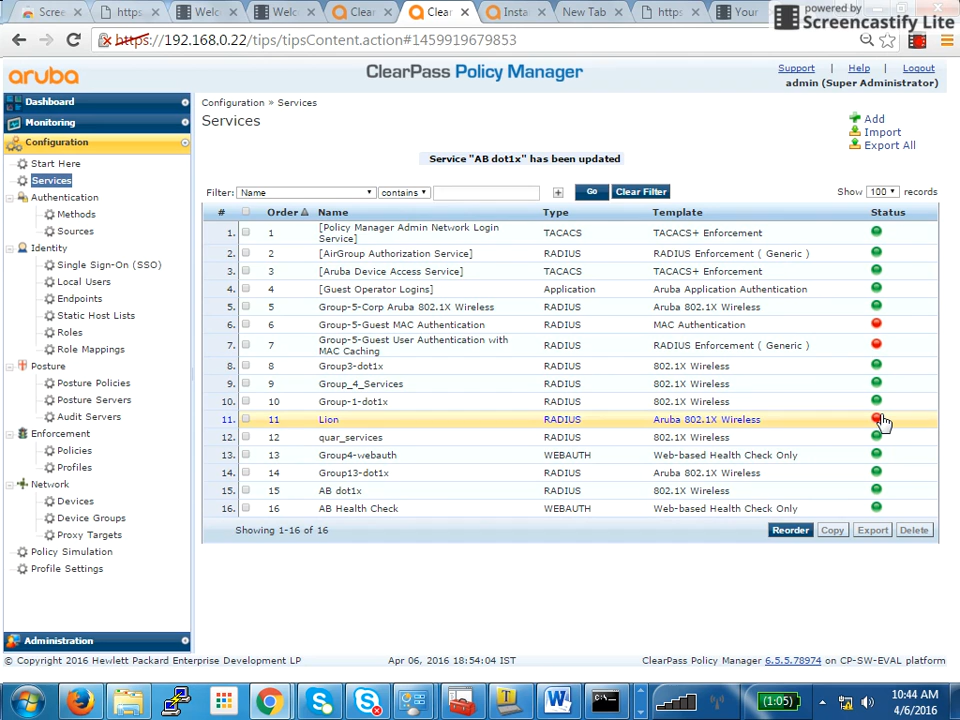 Scree
https:
Welc
Welc
Clear
Clear
Insta
New Tab
https:
Your
powered by
Screencastify Lite
https://192.168.0.22/tips/tipsContent.action#1459919679853
aruba
ClearPass Policy Manager
Support | Help | Logout
admin (Super Administrator)
Dashboard
Monitoring
Configuration
Start Here
Services
Authentication
Methods
Sources
Identity
Single Sign-On (SSO)
Local Users
Endpoints
Static Host Lists
Roles
Role Mappings
Posture
Posture Policies
Posture Servers
Audit Servers
Enforcement
Policies
Profiles
Network
Devices
Device Groups
Proxy Targets
Policy Simulation
Profile Settings
Administration
Configuration » Services
Services
Add
Import
Export All
Service "AB dot1x" has been updated
Filter: Name contains + Go Clear Filter Show 100 records
# Order Name Type Template Status
1. 1 [Policy Manager Admin Network Login Service] TACACS TACACS+ Enforcement
2. 2 [AirGroup Authorization Service] RADIUS RADIUS Enforcement ( Generic )
3. 3 [Aruba Device Access Service] TACACS TACACS+ Enforcement
4. 4 [Guest Operator Logins] Application Aruba Application Authentication
5. 5 Group-5-Corp Aruba 802.1X Wireless RADIUS Aruba 802.1X Wireless
6. 6 Group-5-Guest MAC Authentication RADIUS MAC Authentication
7. 7 Group-5-Guest User Authentication with MAC Caching RADIUS RADIUS Enforcement ( Generic )
8. 8 Group3-dot1x RADIUS 802.1X Wireless
9. 9 Group_4_Services RADIUS 802.1X Wireless
10. 10 Group-1-dot1x RADIUS 802.1X Wireless
11. 11 Lion RADIUS Aruba 802.1X Wireless
12. 12 quar_services RADIUS 802.1X Wireless
13. 13 Group4-webauth WEBAUTH Web-based Health Check Only
14. 14 Group13-dot1x RADIUS Aruba 802.1X Wireless
15. 15 AB dot1x RADIUS 802.1X Wireless
16. 16 AB Health Check WEBAUTH Web-based Health Check Only
Showing 1-16 of 16
Reorder Copy Export Delete
© Copyright 2016 Hewlett Packard Enterprise Development LP
Apr 06, 2016 18:54:04 IST
ClearPass Policy Manager 6.5.5.78974 on CP-SW-EVAL platform
(1:05)
10:44 AM
4/6/2016